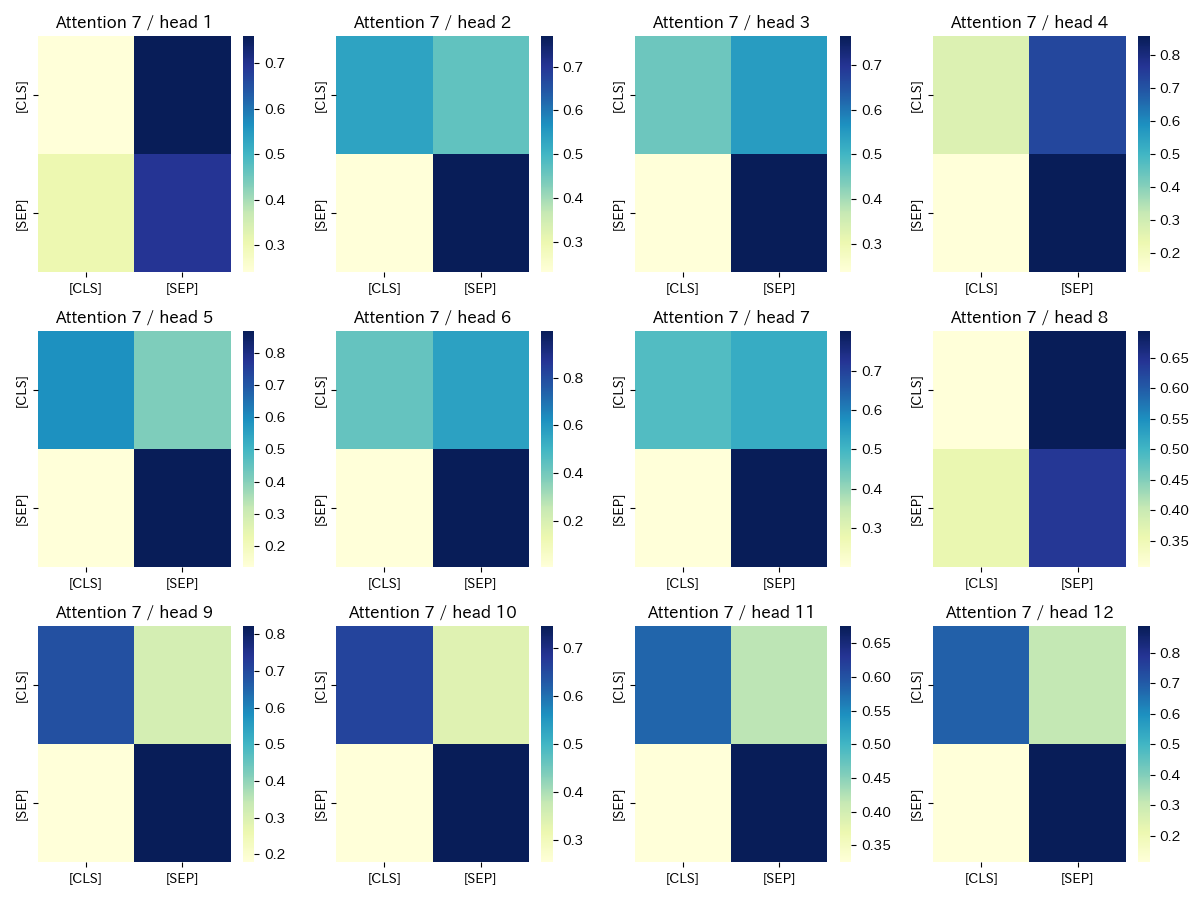 Attention 7 / head 1
[CLS]
[SEP]
[CLS]
[SEP]
0.7
0.6
0.5
0.4
0.3
Attention 7 / head 2
[CLS]
[SEP]
[CLS]
[SEP]
0.7
0.6
0.5
0.4
0.3
Attention 7 / head 3
[CLS]
[SEP]
[CLS]
[SEP]
0.7
0.6
0.5
0.4
0.3
Attention 7 / head 4
[CLS]
[SEP]
[CLS]
[SEP]
0.8
0.7
0.6
0.5
0.4
0.3
0.2
Attention 7 / head 5
[CLS]
[SEP]
[CLS]
[SEP]
0.8
0.7
0.6
0.5
0.4
0.3
0.2
Attention 7 / head 6
[CLS]
[SEP]
[CLS]
[SEP]
0.8
0.6
0.4
0.2
Attention 7 / head 7
[CLS]
[SEP]
[CLS]
[SEP]
0.7
0.6
0.5
0.4
0.3
Attention 7 / head 8
[CLS]
[SEP]
[CLS]
[SEP]
0.65
0.60
0.55
0.50
0.45
0.40
0.35
Attention 7 / head 9
[CLS]
[SEP]
[CLS]
[SEP]
0.8
0.7
0.6
0.5
0.4
0.3
0.2
Attention 7 / head 10
[CLS]
[SEP]
[CLS]
[SEP]
0.7
0.6
0.5
0.4
0.3
Attention 7 / head 11
[CLS]
[SEP]
[CLS]
[SEP]
0.65
0.60
0.55
0.50
0.45
0.40
0.35
Attention 7 / head 12
[CLS]
[SEP]
[CLS]
[SEP]
0.8
0.7
0.6
0.5
0.4
0.3
0.2